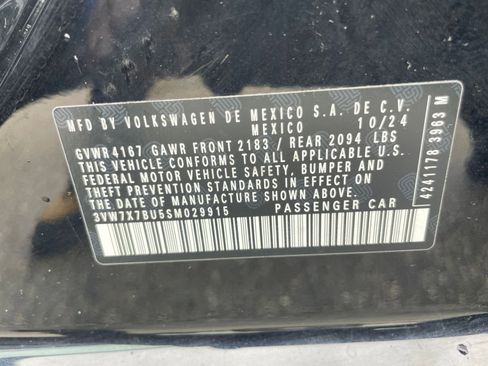 MFD BY VOLKSWAGEN DE MEXICO S.A. DE C.V.
MEXICO 10/24
GVWR 4167 GAWR FRONT 2183 / REAR 2094 LBS
THIS VEHICLE CONFORMS TO ALL APPLICABLE U.S.
FEDERAL MOTOR VEHICLE SAFETY, BUMPER, AND
THEFT PREVENTION STANDARDS IN EFFECT ON
THE DATE OF MANUFACTURE SHOWN ABOVE
3VW7X7BU5SM029915 PASSENGER CAR
4241178 3963 M